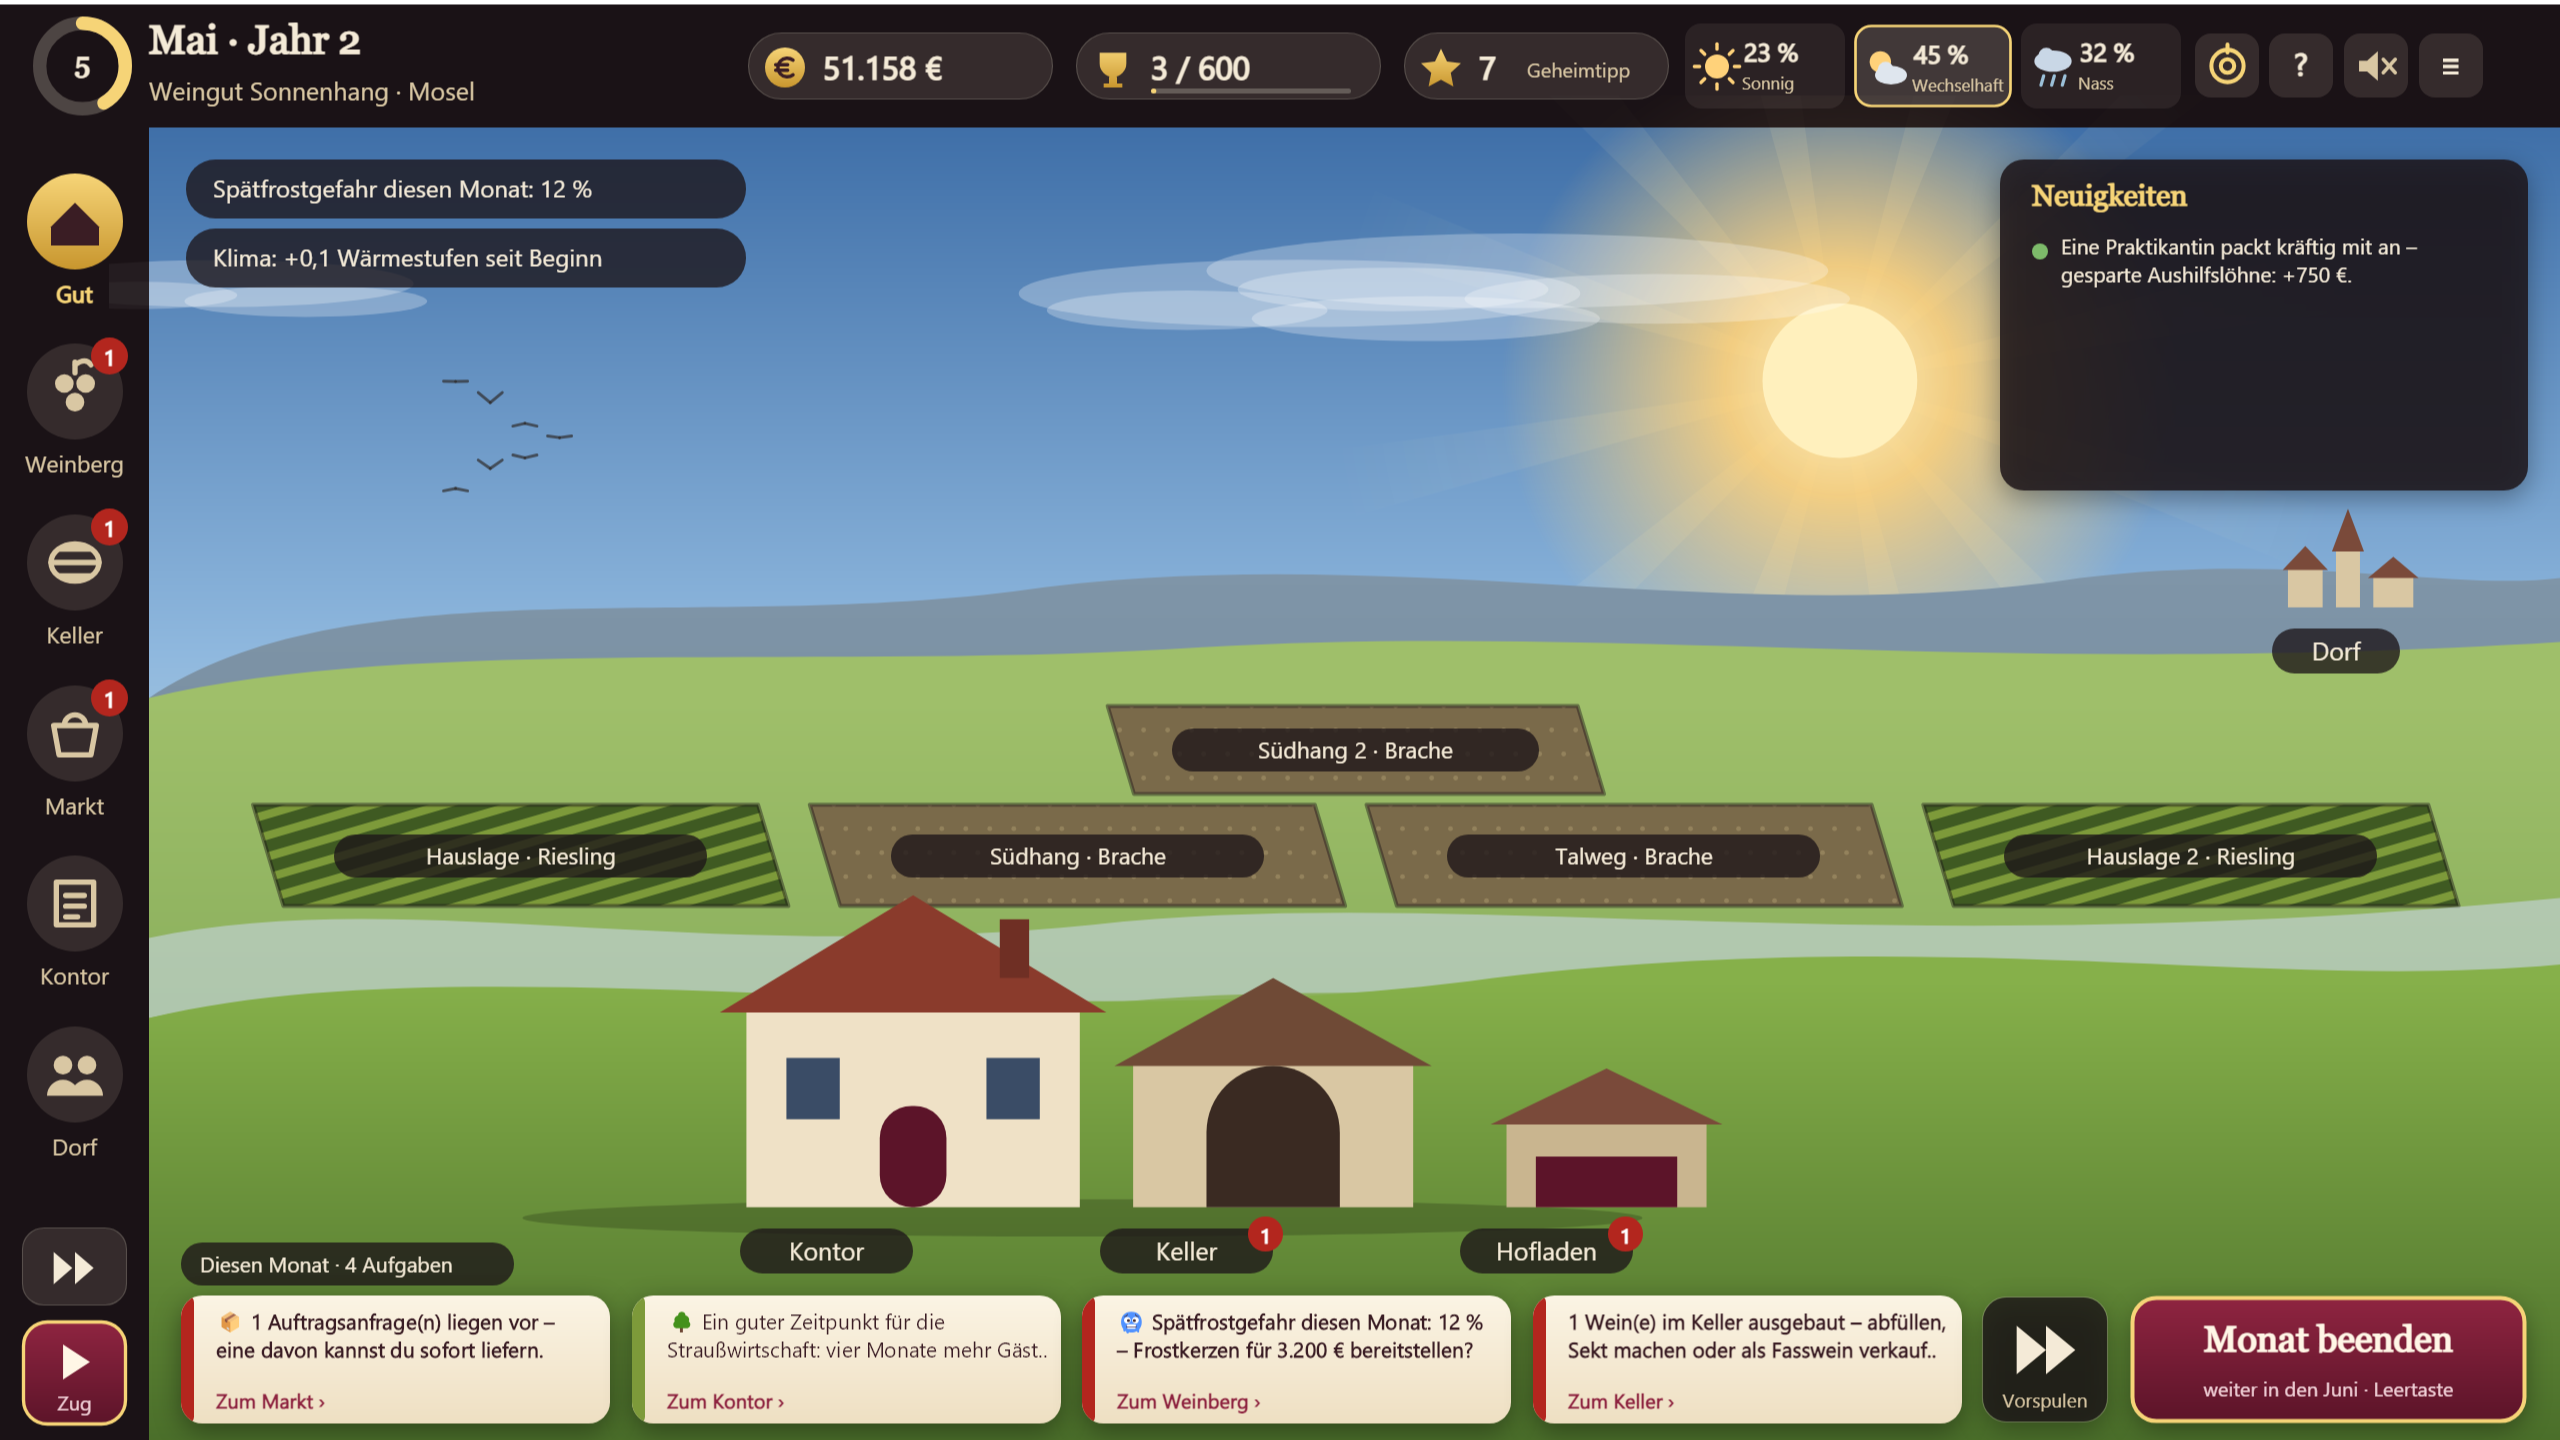 5
Mai · Jahr 2
Weingut Sonnenhang · Mosel
51.158 €
3 / 600
7 Geheimtipp
23 %
Sonnig
45 %
Wechselhaft
32 %
Nass
?
Spätfrostgefahr diesen Monat: 12 %
Klima: +0,1 Wärmestufen seit Beginn
Neuigkeiten
Eine Praktikantin packt kräftig mit an –
gesparte Aushilfslöhne: +750 €.
Gut
1
Weinberg
1
Keller
1
Markt
Kontor
Dorf
Zug
Dorf
Südhang 2 · Brache
Hauslage · Riesling
Südhang · Brache
Talweg · Brache
Hauslage 2 · Riesling
Kontor
Keller
1
Hofladen
1
Diesen Monat · 4 Aufgaben
1 Auftragsanfrage(n) liegen vor –
eine davon kannst du sofort liefern.
Zum Markt ›
Ein guter Zeitpunkt für die
Straußwirtschaft: vier Monate mehr Gäst..
Zum Kontor ›
Spätfrostgefahr diesen Monat: 12 %
– Frostkerzen für 3.200 € bereitstellen?
Zum Weinberg ›
1 Wein(e) im Keller ausgebaut – abfüllen,
Sekt machen oder als Fasswein verkauf..
Zum Keller ›
Vorspulen
Monat beenden
weiter in den Juni · Leertaste